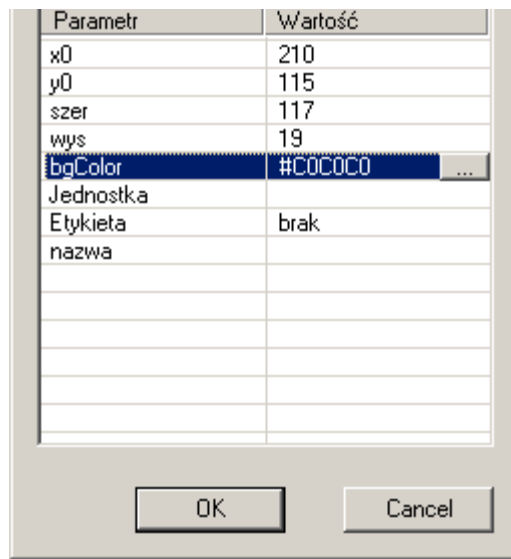 Parametr Wartość
x0 210
y0 115
szer 117
wys 19
bgColor #C0C0C0 ...
Jednostka
Etykieta brak
nazwa
OK Cancel